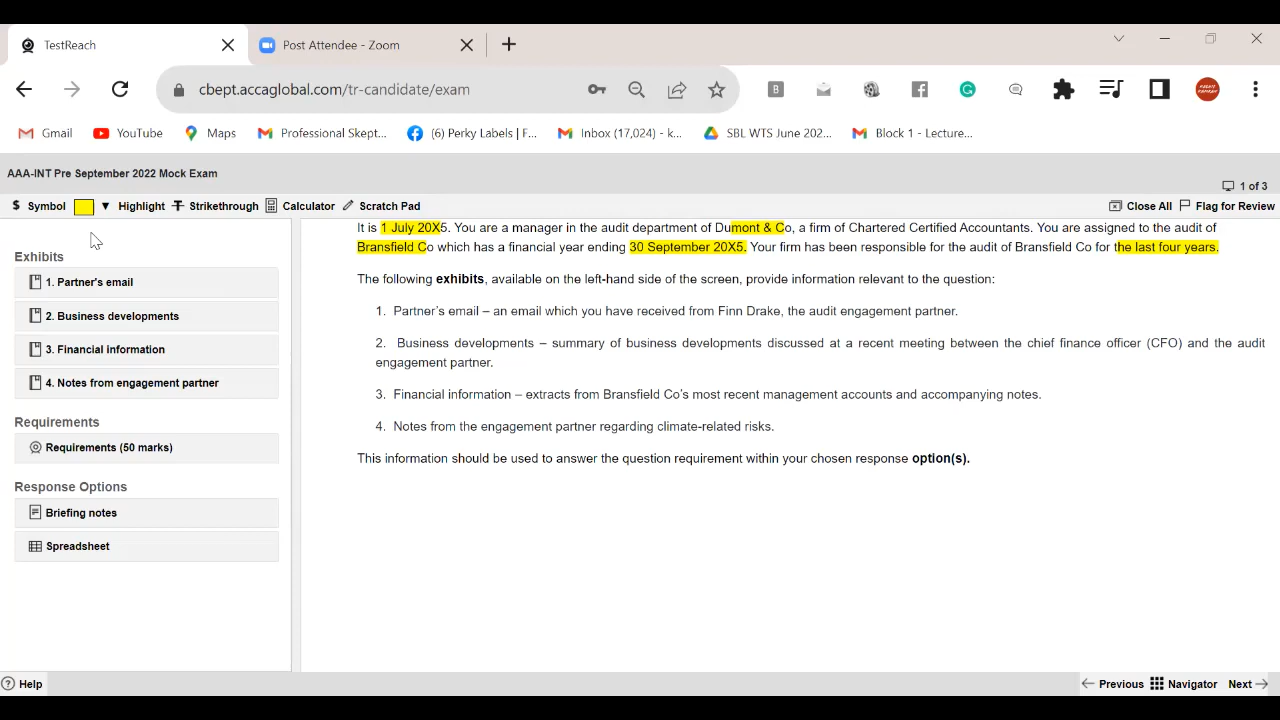 TestReach
Post Attendee - Zoom
cbept.accaglobal.com/tr-candidate/exam
Gmail
YouTube
Maps
Professional Skept...
(6) Perky Labels | F...
Inbox (17,024) - k...
SBL WTS June 202...
Block 1 - Lecture...
AAA-INT Pre September 2022 Mock Exam
1 of 3
$ Symbol
Highlight
Strikethrough
Calculator
Scratch Pad
Close All
Flag for Review
Exhibits
1. Partner's email
2. Business developments
3. Financial information
4. Notes from engagement partner
Requirements
Requirements (50 marks)
Response Options
Briefing notes
Spreadsheet
It is 1 July 20X5. You are a manager in the audit department of Dumont & Co, a firm of Chartered Certified Accountants. You are assigned to the audit of
Bransfield Co which has a financial year ending 30 September 20X5. Your firm has been responsible for the audit of Bransfield Co for the last four years.
The following exhibits, available on the left-hand side of the screen, provide information relevant to the question:
1. Partner's email – an email which you have received from Finn Drake, the audit engagement partner.
2. Business developments – summary of business developments discussed at a recent meeting between the chief finance officer (CFO) and the audit
engagement partner.
3. Financial information – extracts from Bransfield Co's most recent management accounts and accompanying notes.
4. Notes from the engagement partner regarding climate-related risks.
This information should be used to answer the question requirement within your chosen response option(s).
? Help
Previous
Navigator
Next